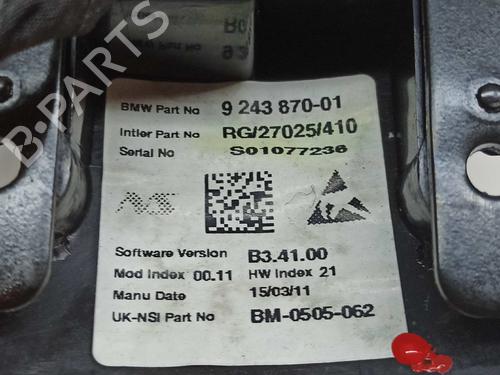 BMW Part No 9 243 870-01
Intier Part No RG/27025/410
Serial No S01077236
Software Version B3.41.00
Mod Index 00.11 HW Index 21
Manu Date 15/03/11
UK-NSI Part No BM-0505-062
B-PARTS